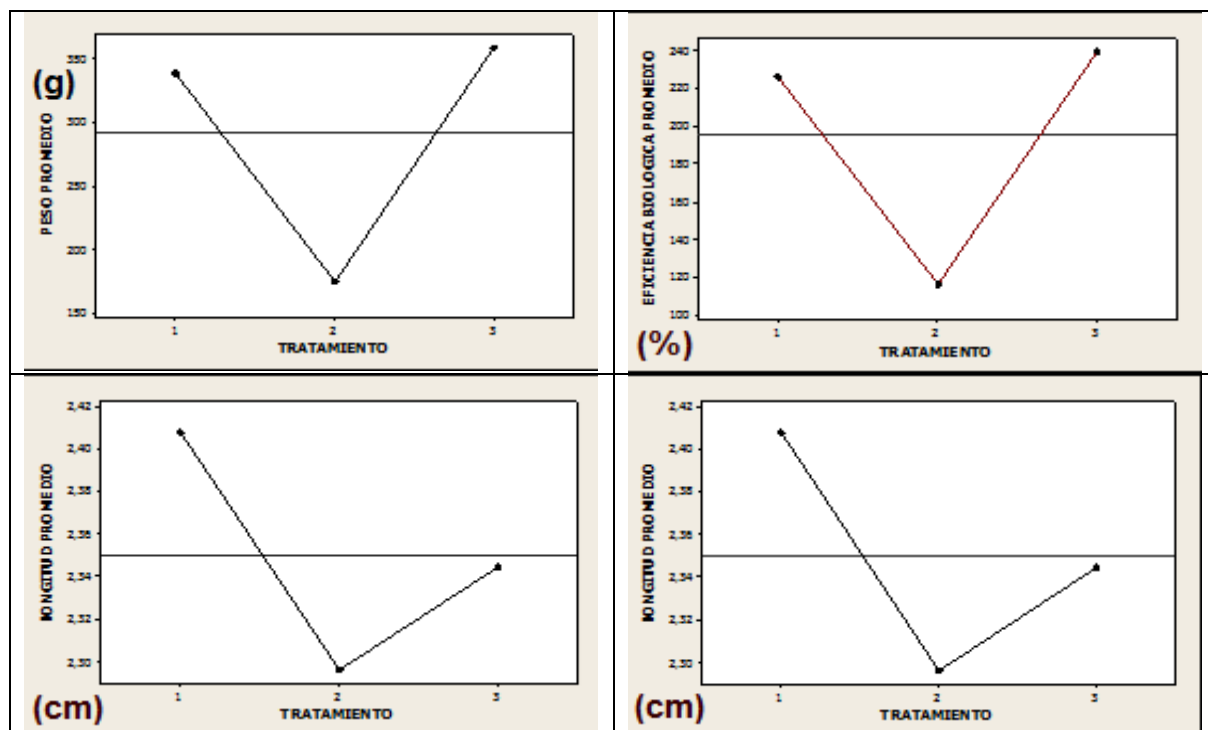 PESO PROMEDIO
(g)
350
300
250
200
150
1 2 3
TRATAMIENTO
EFICIENCIA BIOLOGICA PROMEDIO
240
220
200
180
160
140
120
100
(%)
1 2 3
TRATAMIENTO
LONGITUD PROMEDIO
2,42
2,40
2,38
2,36
2,34
2,32
2,30
(cm)
1 2 3
TRATAMIENTO
LONGITUD PROMEDIO
2,42
2,40
2,38
2,36
2,34
2,32
2,30
(cm)
1 2 3
TRATAMIENTO